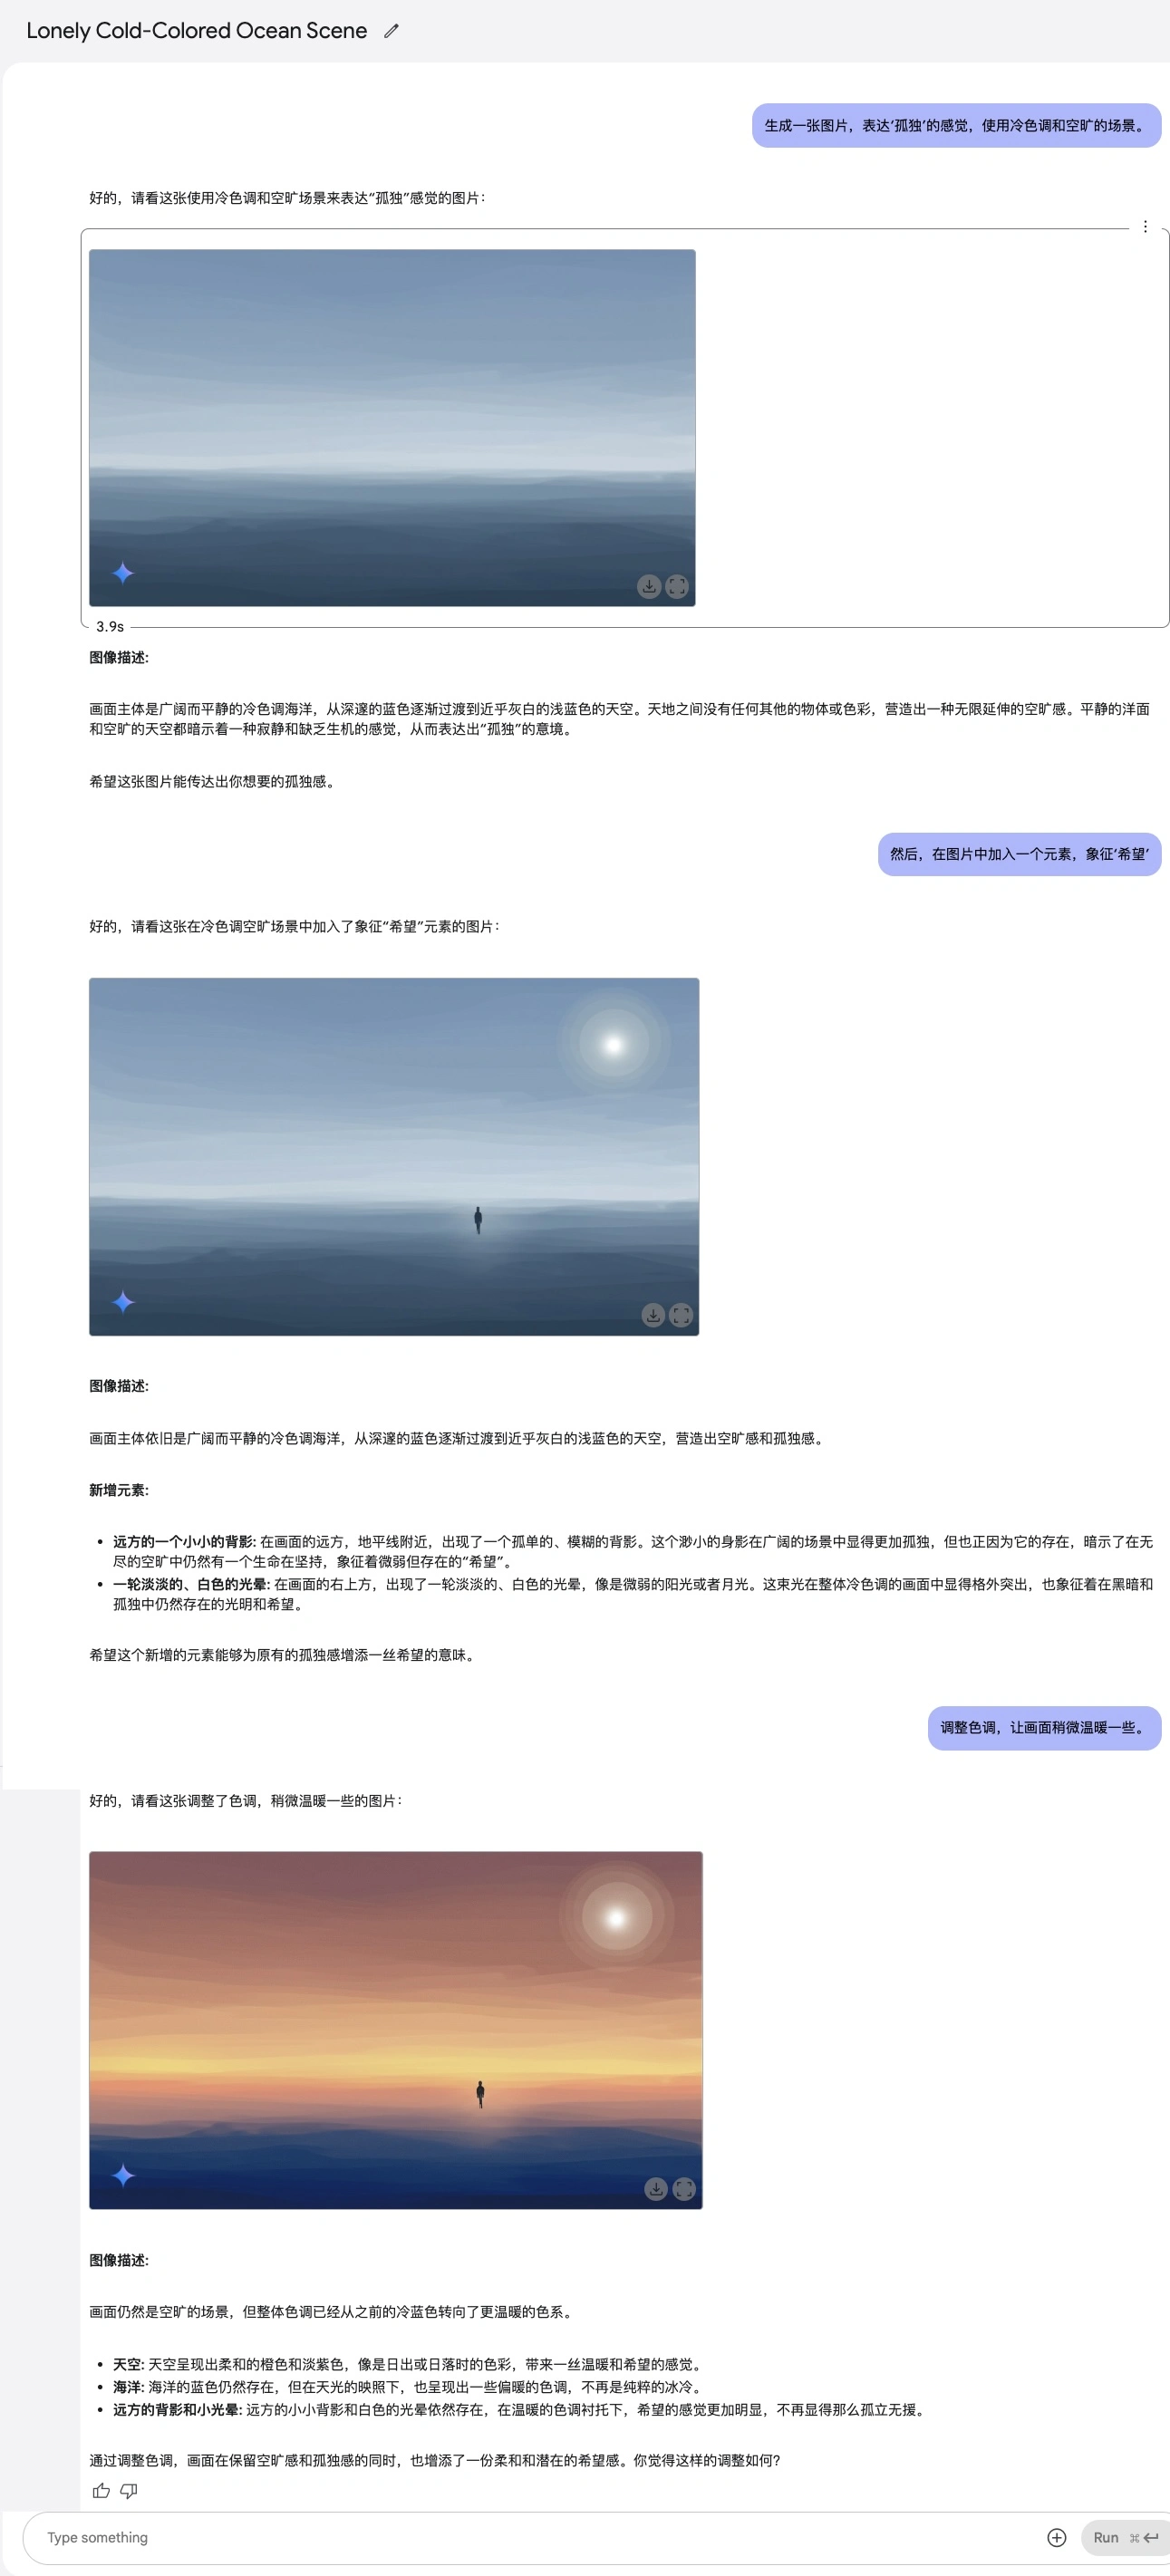 Lonely Cold-Colored Ocean Scene
生成一张图片，表达‘孤独’的感觉，使用冷色调和空旷的场景。
好的，请看这张使用冷色调和空旷场景来表达“孤独”感觉的图片：
3.9s
图像描述:
画面主体是广阔而平静的冷色调海洋，从深邃的蓝色逐渐过渡到近乎灰白的浅蓝色的天空。天地之间没有任何其他的物体或色彩，营造出一种无限延伸的空旷感。平静的洋面
和空旷的天空都暗示着一种寂静和缺乏生机的感觉，从而表达出“孤独”的意境。
希望这张图片能传达出你想要的孤独感。
然后，在图片中加入一个元素，象征‘希望’
好的，请看这张在冷色调空旷场景中加入了象征“希望”元素的图片：
图像描述:
画面主体依旧是广阔而平静的冷色调海洋，从深邃的蓝色逐渐过渡到近乎灰白的浅蓝色的天空，营造出空旷感和孤独感。
新增元素:
• 远方的一个小小的背影: 在画面的远方，地平线附近，出现了一个孤单的、模糊的背影。这个渺小的身影在广阔的场景中显得更加孤独，但也正因为它的存在，暗示了在无
尽的空旷中仍然有一个生命在坚持，象征着微弱但存在的“希望”。
• 一轮淡淡的、白色的光晕: 在画面的右上方，出现了一轮淡淡的、白色的光晕，像是微弱的阳光或者月光。这束光在整体冷色调的画面中显得格外突出，也象征着在黑暗和
孤独中仍然存在的光明和希望。
希望这个新增的元素能够为原有的孤独感增添一丝希望的意味。
调整色调，让画面稍微温暖一些。
好的，请看这张调整了色调，稍微温暖一些的图片：
图像描述:
画面仍然是空旷的场景，但整体色调已经从之前的冷蓝色转向了更温暖的色系。
• 天空: 天空呈现出柔和的橙色和淡紫色，像是日出或日落时的色彩，带来一丝温暖和希望的感觉。
• 海洋: 海洋的蓝色仍然存在，但在天光的映照下，也呈现出一些偏暖的色调，不再是纯粹的冰冷。
• 远方的背影和小光晕: 远方的小小背影和白色的光晕依然存在，在温暖的色调衬托下，希望的感觉更加明显，不再显得那么孤立无援。
通过调整色调，画面在保留空旷感和孤独感的同时，也增添了一份柔和和潜在的希望感。你觉得这样的调整如何?
Type something
Run ⌘↵